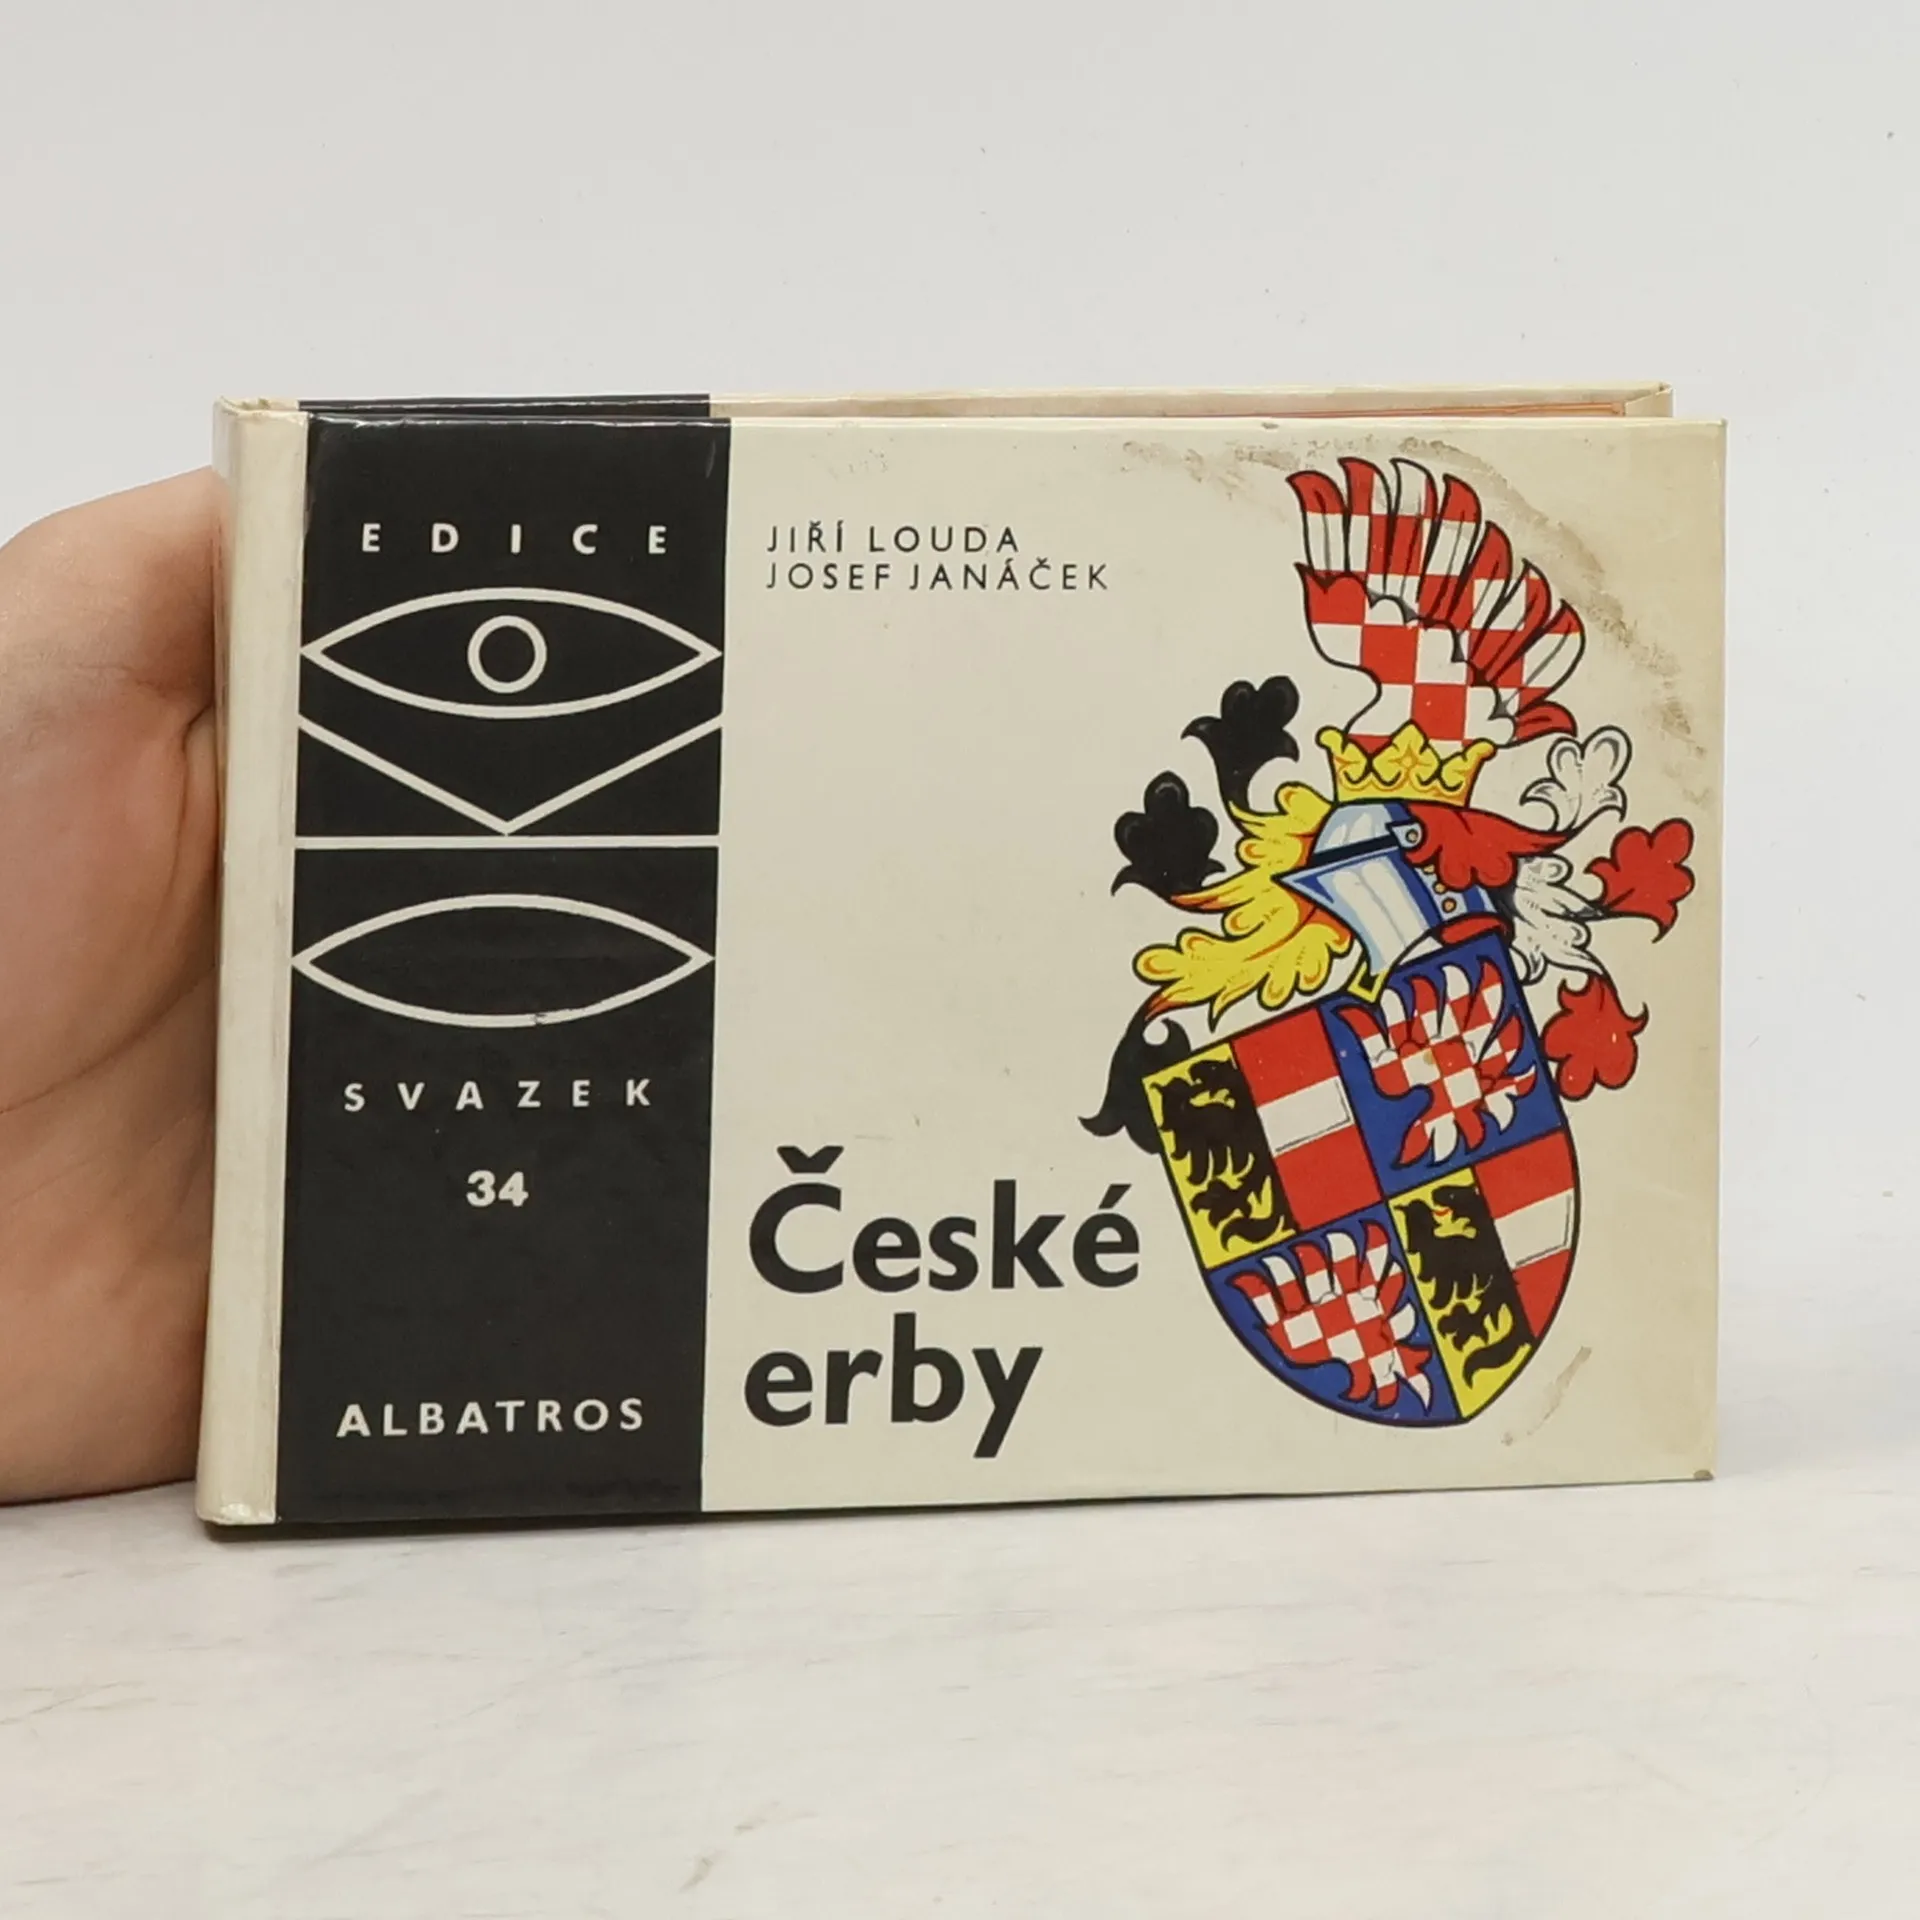 EDICE
SVAZEK
34
ALBATROS
JIŘÍ LOUDA
JOSEF JANÁČEK
České
erby